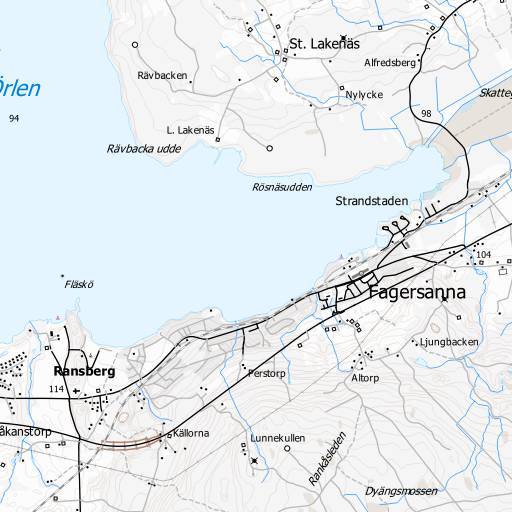 St. Lakenäs
Alfredsberg
Rävbacken
Nylycke
Skatte
Örlen
94
98
L. Lakenäs
Rävbacka udde
Rösnäsudden
Strandstaden
104
Fläskö
Fagersanna
Ljungbacken
Ransberg
Perstorp
Altorp
114
åkanstorp
Källorna
Lunnekullen
Rankåsleden
Dyängsmossen